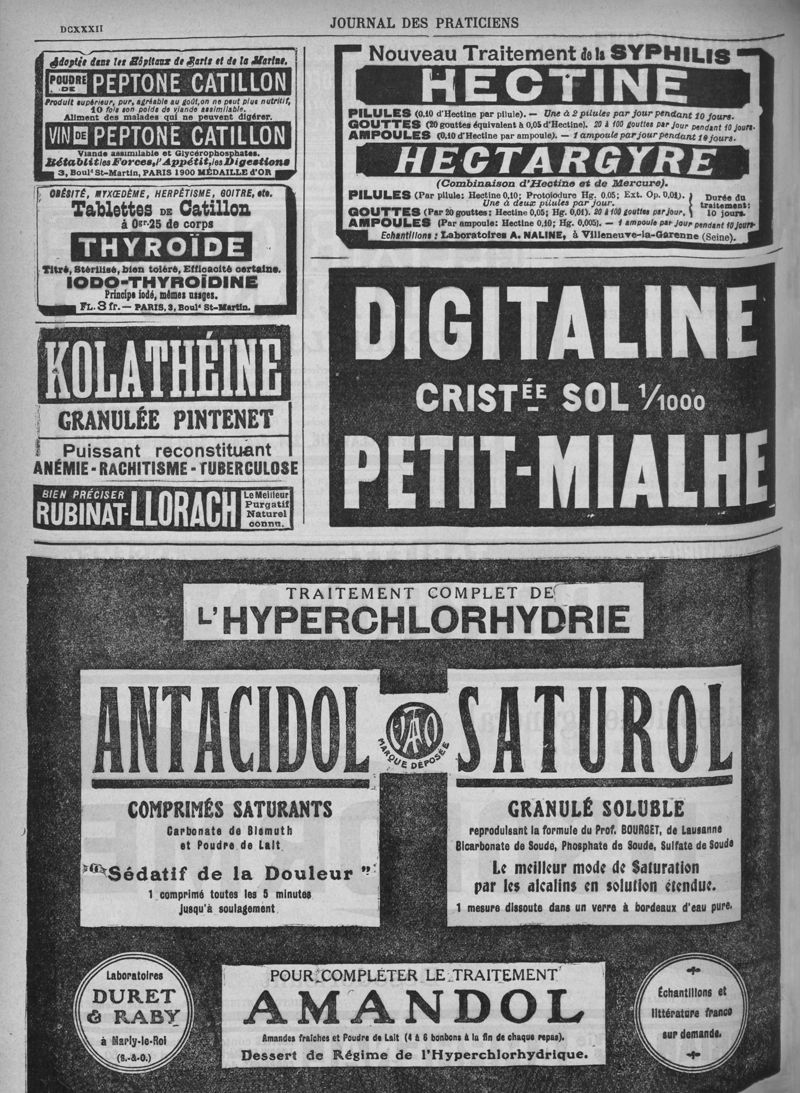 DCXXXII
JOURNAL DES PRATICIENS
Adoptée dans les Hôpitaux de Paris et de la Marine.
POUDRE DE PEPTONE CATILLON
Produit supérieur, pur, agréable au goût, on ne peut plus nutritif,
10 fois son poids de viande assimilable.
Aliment des malades qui ne peuvent digérer.
VIN DE PEPTONE CATILLON
Viande assimilable et Glycérophosphates.
Rétablit les Forces, l'Appétit, les Digestions
3, Boulᵈ St-Martin, PARIS 1900 MÉDAILLE D'OR
OBÉSITÉ, MYXŒDÈME, HERPÉTISME, GOITRE, etc.
Tablettes DE Catillon
à 0gr.25 de corps
THYROÏDE
Titré, Stérilisé, bien toléré, Efficacité certaine.
IODO-THYROÏDINE
Principe iodé, mêmes usages.
FL. 3 fr. — PARIS, 3, Boulᵈ St-Martin.
KOLATHÉINE
GRANULÉE PINTENET
Puissant reconstituant
ANÉMIE - RACHITISME - TUBERCULOSE
BIEN PRÉCISER
RUBINAT-LLORACH
Le Meilleur
Purgatif
Naturel
connu.
Nouveau Traitement de la SYPHILIS
HECTINE
PILULES (0,10 d'Hectine par pilule). — Une à 2 pilules par jour pendant 10 jours.
GOUTTES (20 gouttes équivalent à 0,05 d'Hectine). 20 à 100 gouttes par jour pendant 10 jours.
AMPOULES (0,10 d'Hectine par ampoule). — 1 ampoule par jour pendant 10 jours.
HECTARGYRE
(Combinaison d'Hectine et de Mercure).
PILULES (Par pilule: Hectine 0,10; Protoiodure Hg. 0,05; Ext. Op. 0,01).
Une à deux pilules par jour.
GOUTTES (Par 20 gouttes: Hectine 0,05; Hg. 0,01). 20 à 100 gouttes par jour.
Durée du
traitement:
10 jours.
AMPOULES (Par ampoule: Hectine 0,10; Hg. 0,005). — 1 ampoule par jour pendant 10 jours.
Echantillons : Laboratoires A. NALINE, à Villeneuve-la-Garenne (Seine).
DIGITALINE
CRISTÉE SOL 1/1000
PETIT-MIALHE
TRAITEMENT COMPLET DE
L'HYPERCHLORHYDRIE
ANTACIDOL
MARQUE DÉPOSÉE
SATUROL
COMPRIMÉS SATURANTS
Carbonate de Bismuth
et Poudre de Lait
"Sédatif de la Douleur"
1 comprimé toutes les 5 minutes
jusqu'à soulagement
GRANULÉ SOLUBLE
reproduisant la formule du Prof. BOURGET, de Lausanne
Bicarbonate de Soude, Phosphate de Soude, Sulfate de Soude
Le meilleur mode de Saturation
par les alcalins en solution étendue.
1 mesure dissoute dans un verre à bordeaux d'eau pure.
Laboratoires
DURET
& RABY
à Marly-le-Roi
(S.-&-O.)
POUR COMPLÉTER LE TRAITEMENT
AMANDOL
Amandes fraîches et Poudre de Lait (4 à 6 bonbons à la fin de chaque repas).
Dessert de Régime de l'Hyperchlorhydrique.
Échantillons et
littérature franco
sur demande.